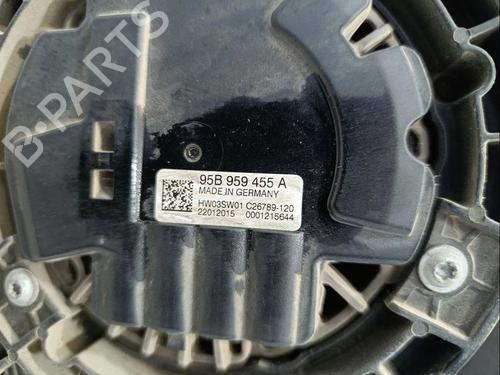 B-PARTS
95B 959 455 A
MADE IN GERMANY
HW03SW01 C26789-120
22012015 0001215644